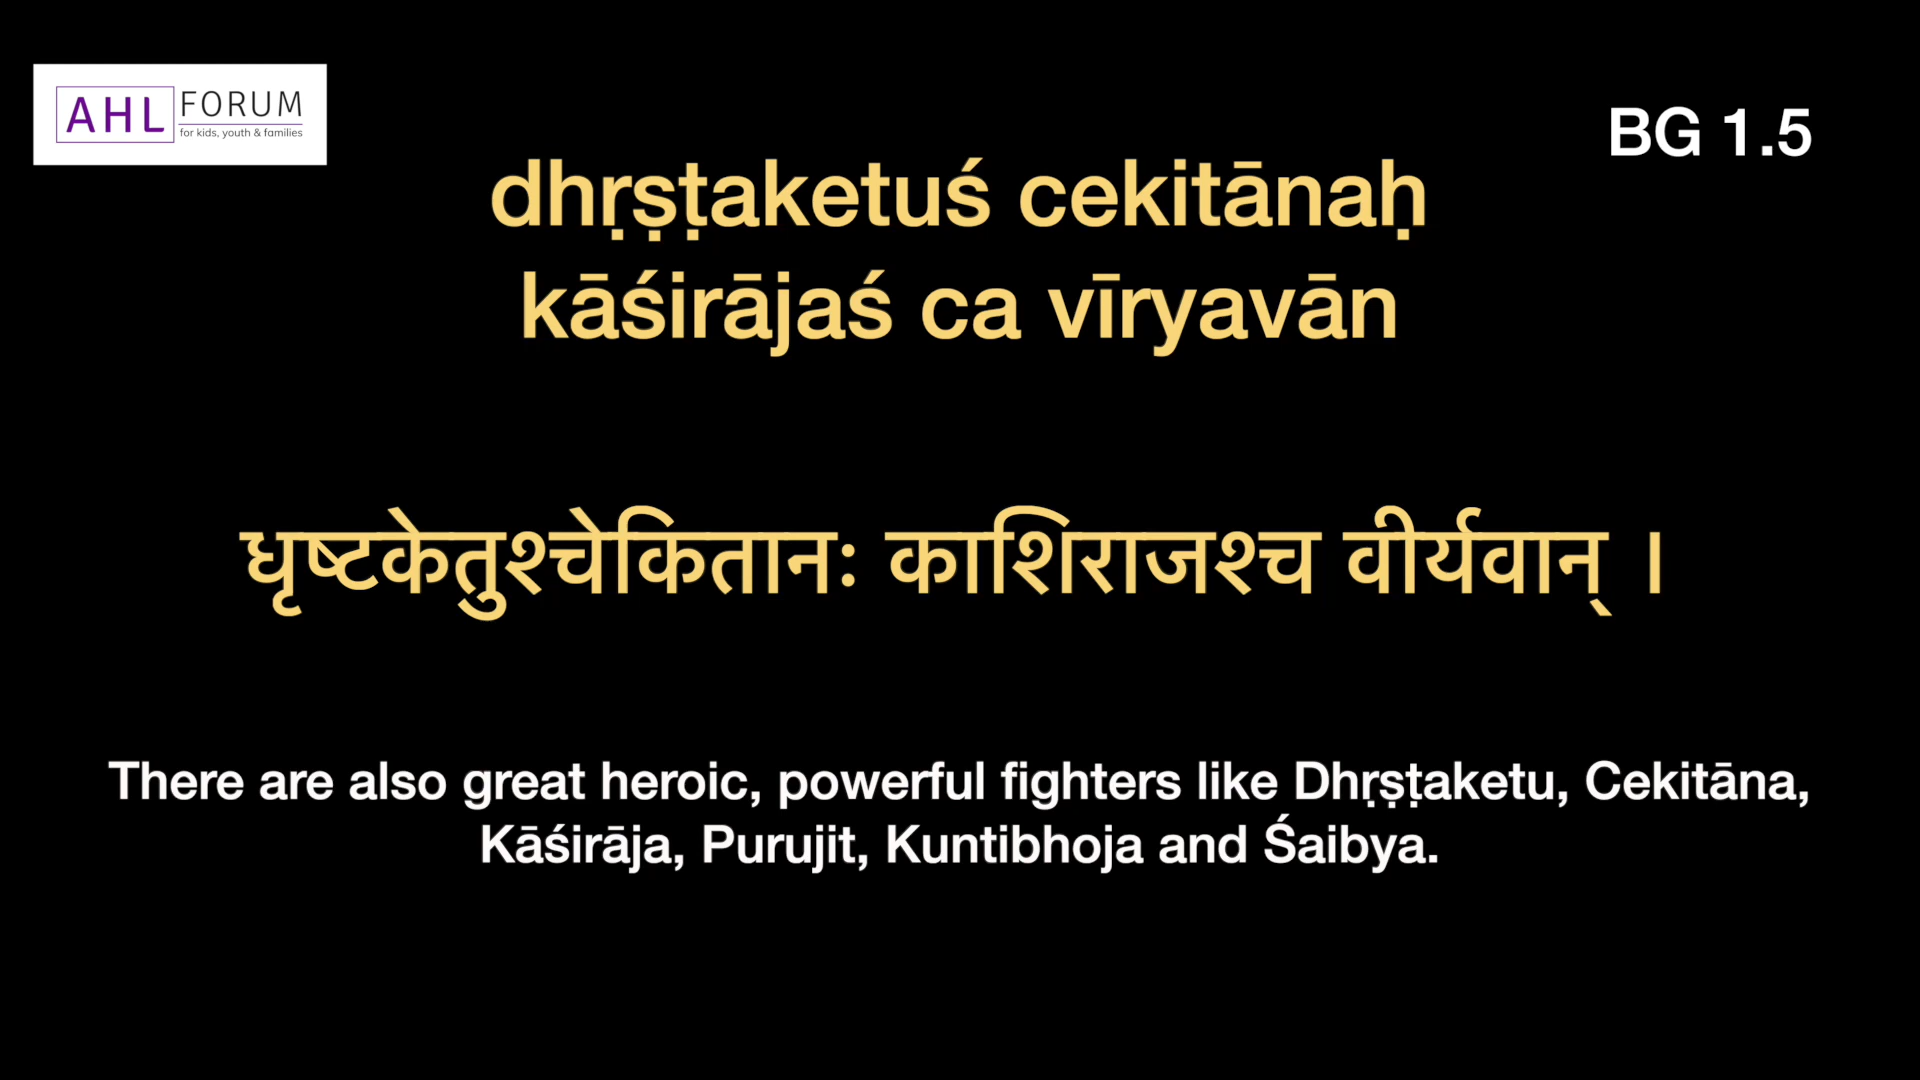 AHL FORUM
for kids, youth & families
BG 1.5
dhṛṣṭaketuś cekitānaḥ
kāśirājaś ca vīryavān
धृष्टकेतुश्चेकितानः काशिराजश्च वीर्यवान् ।
There are also great heroic, powerful fighters like Dhṛṣṭaketu, Cekitāna,
Kāśirāja, Purujit, Kuntibhoja and Śaibya.